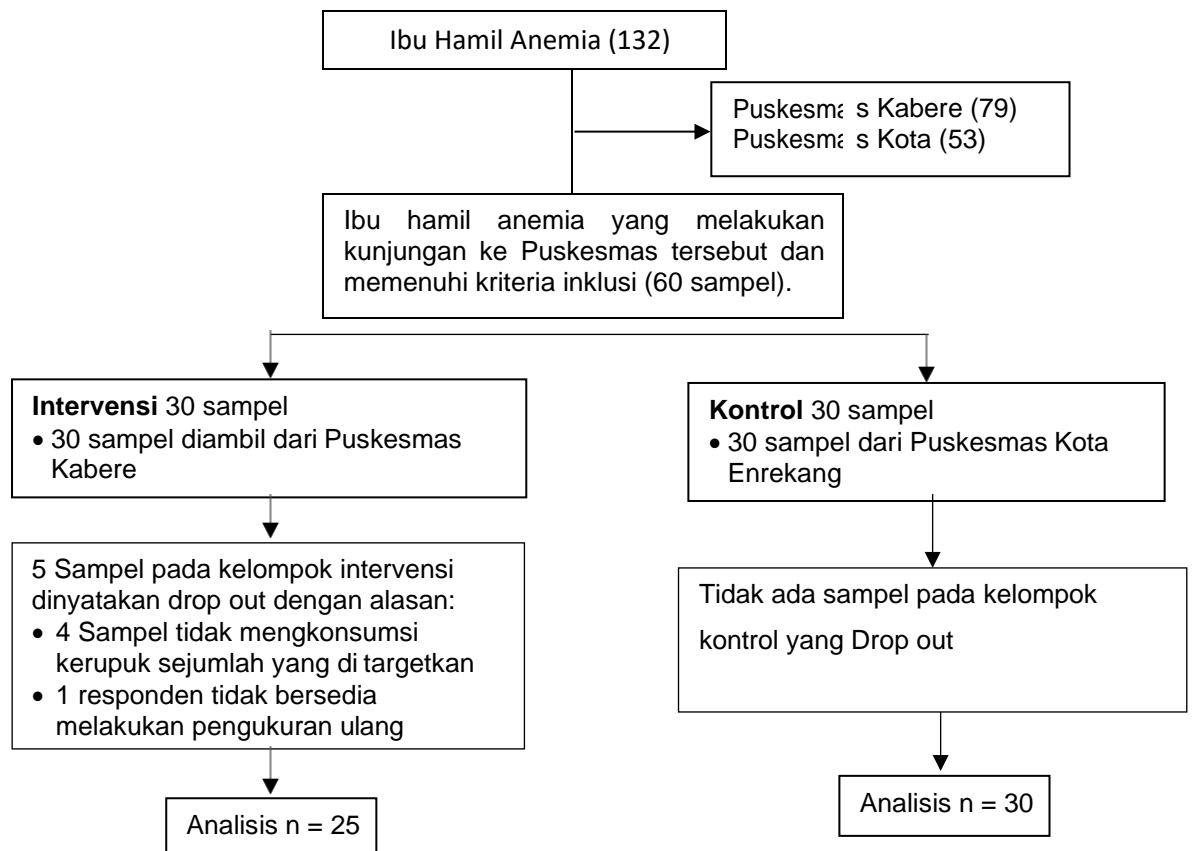 Ibu Hamil Anemia (132)
Puskesmas Kabere (79)
Puskesmas Kota (53)
Ibu hamil anemia yang melakukan
kunjungan ke Puskesmas tersebut dan
memenuhi kriteria inklusi (60 sampel).
Intervensi 30 sampel
• 30 sampel diambil dari Puskesmas
Kabere
Kontrol 30 sampel
• 30 sampel dari Puskesmas Kota
Enrekang
5 Sampel pada kelompok intervensi
dinyatakan drop out dengan alasan:
• 4 Sampel tidak mengkonsumsi
kerupuk sejumlah yang di targetkan
• 1 responden tidak bersedia
melakukan pengukuran ulang
Tidak ada sampel pada kelompok
kontrol yang Drop out
Analisis n = 25
Analisis n = 30